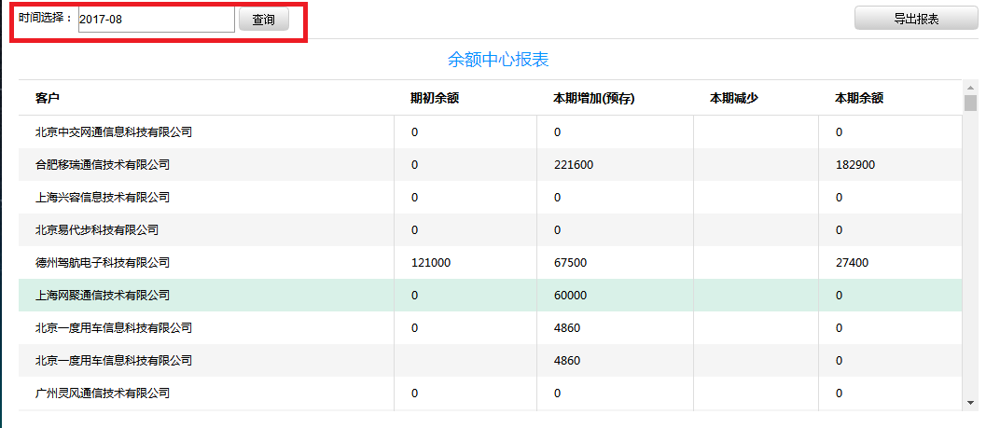 时间选择： 2017-08 查询 导出报表
余额中心报表
客户 期初余额 本期增加(预存) 本期减少 本期余额
北京中交网通信息科技有限公司 0 0 0
合肥移瑞通信技术有限公司 0 221600 182900
上海兴容信息技术有限公司 0 0 0
北京易代步科技有限公司 0 0 0
德州驾航电子科技有限公司 121000 67500 27400
上海网聚通信技术有限公司 0 60000 0
北京一度用车信息科技有限公司 0 4860 0
北京一度用车信息科技有限公司 4860 0
广州灵风通信技术有限公司 0 0 0